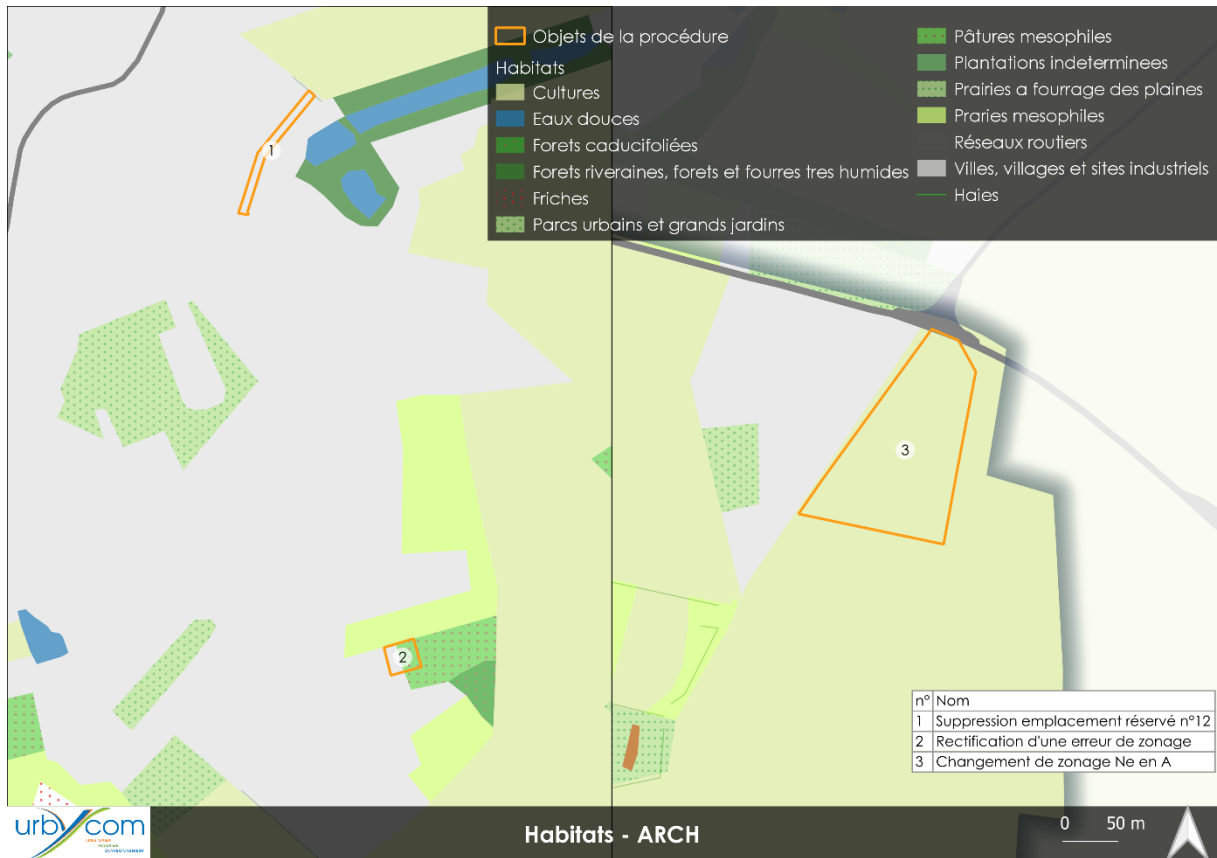 Objets de la procédure
Habitats
Cultures
Eaux douces
Forets caducifoliées
Forets riveraines, forets et fourres tres humides
Friches
Parcs urbains et grands jardins
Pâtures mesophiles
Plantations indeterminees
Prairies a fourrage des plaines
Praries mesophiles
Réseaux routiers
Villes, villages et sites industriels
Haies
1
2
3
n° Nom
1 Suppression emplacement réservé n°12
2 Rectification d'une erreur de zonage
3 Changement de zonage Ne en A
urbycom
Habitats - ARCH
0 50 m